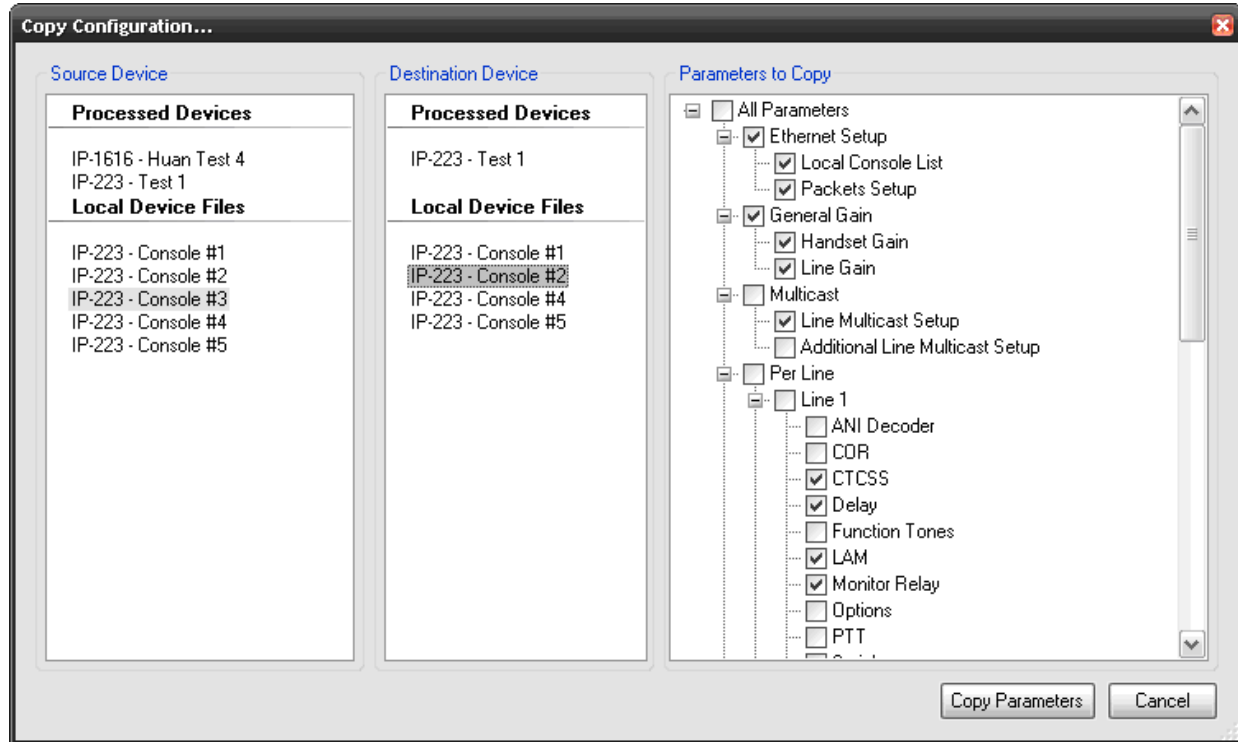 Copy Configuration...
Source Device
Processed Devices
IP-1616 - Huan Test 4
IP-223 - Test 1
Local Device Files
IP-223 - Console #1
IP-223 - Console #2
IP-223 - Console #3
IP-223 - Console #4
IP-223 - Console #5
Destination Device
Processed Devices
IP-223 - Test 1
Local Device Files
IP-223 - Console #1
IP-223 - Console #2
IP-223 - Console #4
IP-223 - Console #5
Parameters to Copy
All Parameters
Ethernet Setup
Local Console List
Packets Setup
General Gain
Handset Gain
Line Gain
Multicast
Line Multicast Setup
Additional Line Multicast Setup
Per Line
Line 1
ANI Decoder
COR
CTCSS
Delay
Function Tones
LAM
Monitor Relay
Options
PTT
Copy Parameters
Cancel